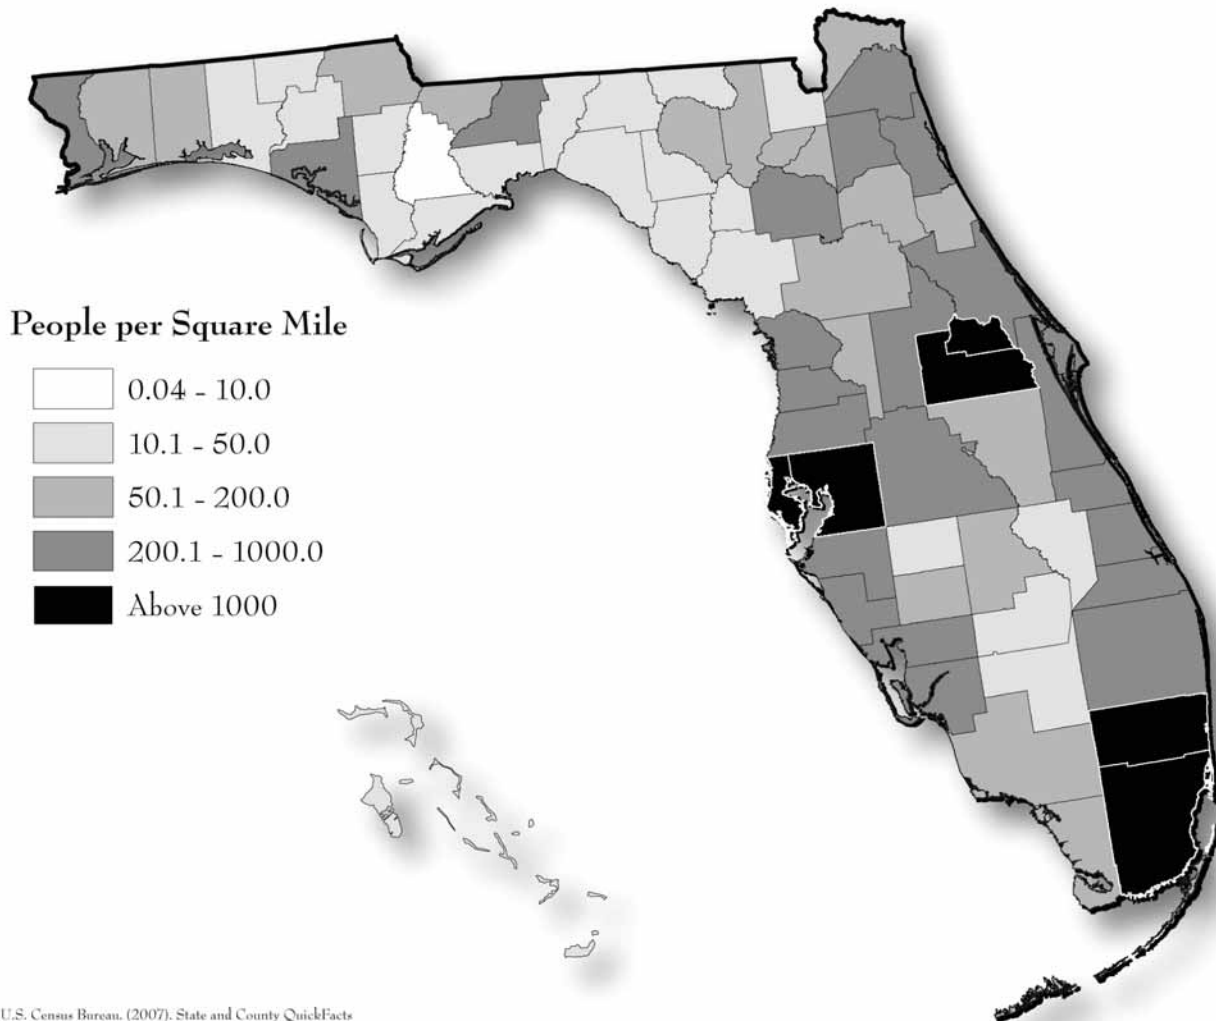 People per Square Mile
0.04 - 10.0
10.1 - 50.0
50.1 - 200.0
200.1 - 1000.0
Above 1000
U.S. Census Bureau. (2007). State and County QuickFacts